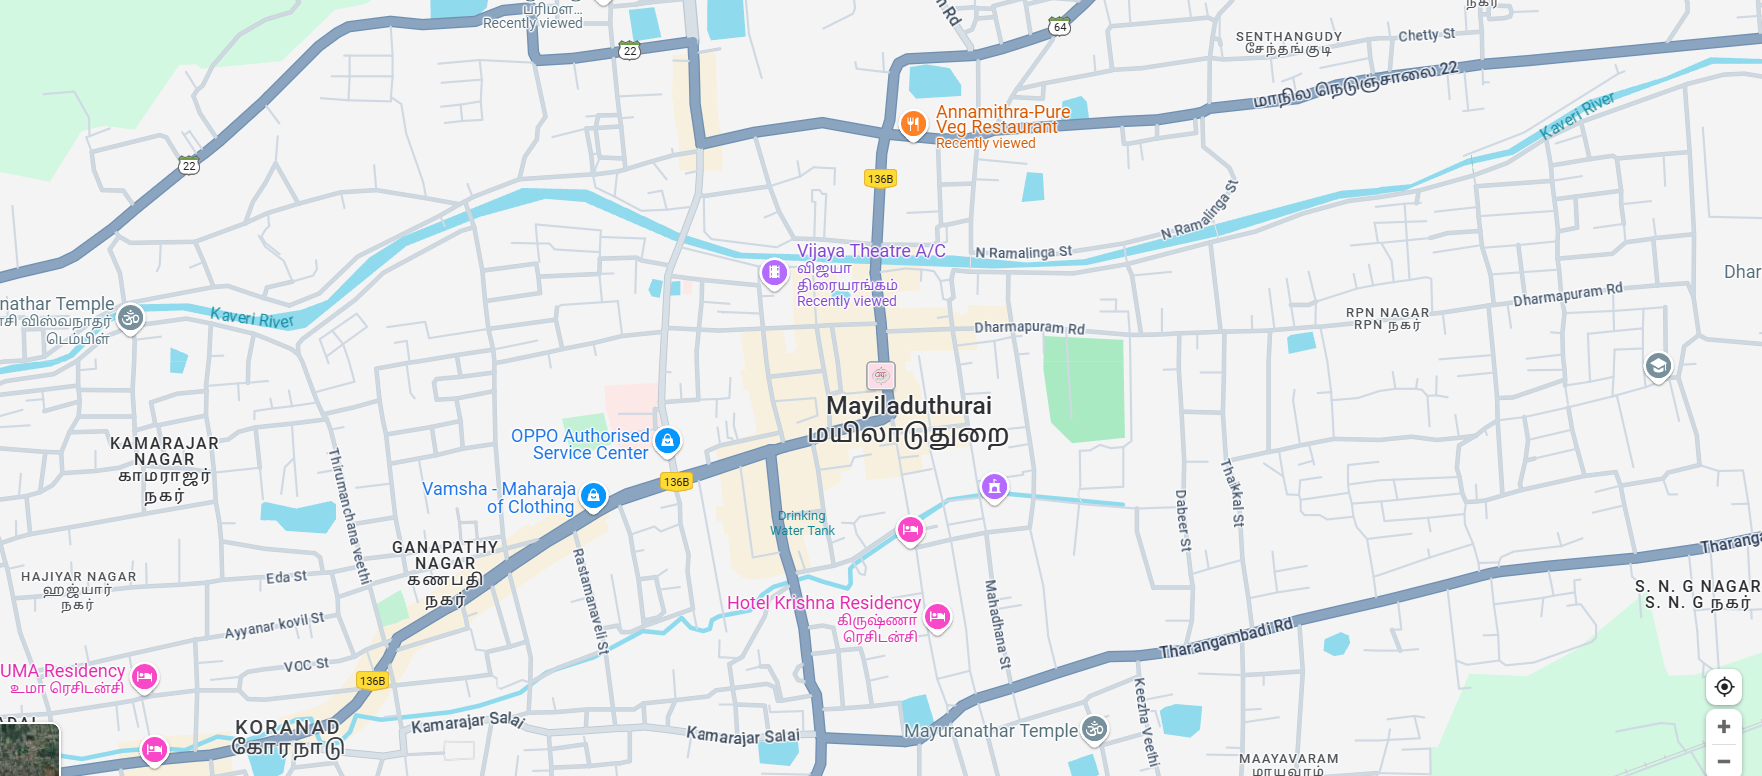 பரிமள...
Recently viewed
22
m Rd
64
நகர்
SENTHANGUDY
சேந்தங்குடி
Chetty St
மாநில நெடுஞ்சாலை 22
Kaveri River
Annamithra-Pure
Veg Restaurant
Recently viewed
22
136B
N Ramalinga St
N Ramalinga St
Vijaya Theatre A/C
விஜயா
திரையரங்கம்
Recently viewed
Dhar
nathar Temple
சி விஸ்வநாதர்
டெம்பிள்
Kaveri River
Dharmapuram Rd
Dharmapuram Rd
RPN NAGAR
RPN நகர்
Mayiladuthurai
மயிலாடுதுறை
OPPO Authorised
Service Center
KAMARAJAR
NAGAR
காமராஜர்
நகர்
Thirumanchana veethi
136B
Vamsha - Maharaja
of Clothing
Thaikkal St
Dabeer St
Drinking
Water Tank
GANAPATHY
NAGAR
கணபதி
நகர்
HAJIYAR NAGAR
ஹஜ்யார்
நகர்
Eda St
Rastamanaveli St
Tharanga
S. N. G NAGAR
S. N. G நகர்
Hotel Krishna Residency
கிருஷ்ணா
ரெசிடன்சி
Mahadhana St
Ayyanar kovil St
Tharangambadi Rd
VOC St
UMA Residency
உமா ரெசிடன்சி
136B
Keezha Veethi
KORANAD
கோரநாடு
Kamarajar Salai
Kamarajar Salai
Mayuranathar Temple
MAAYAVARAM
மாயவரம்